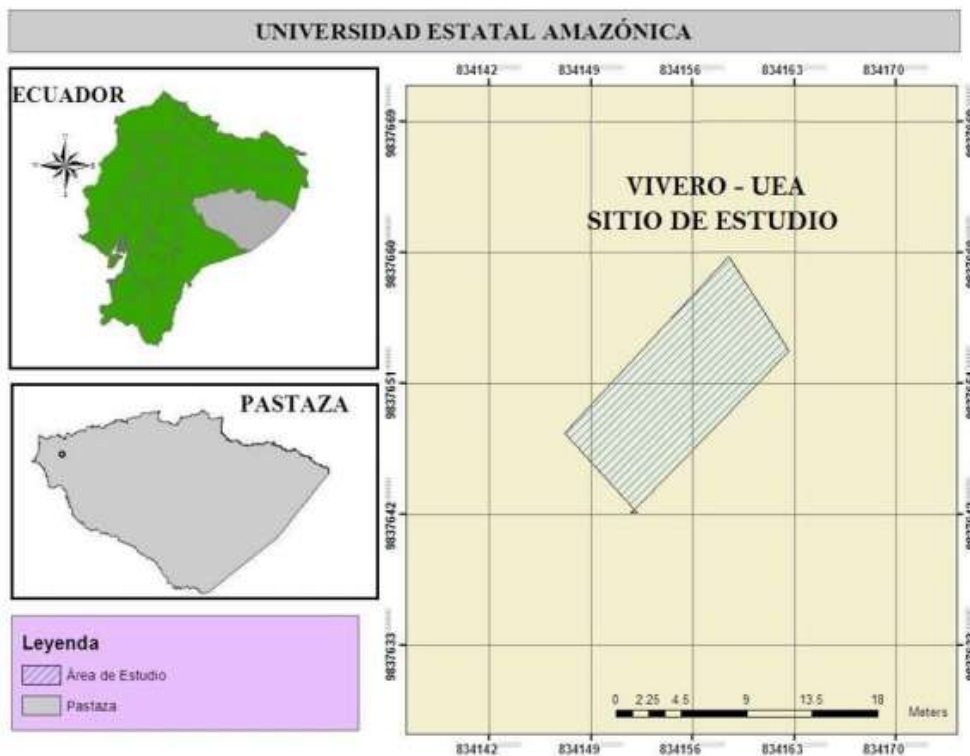 UNIVERSIDAD ESTATAL AMAZÓNICA
ECUADOR
PASTAZA
Leyenda
Área de Estudio
Pastaza
834142 834149 834156 834163 834170
9837669
9837660
9837651
9837642
9837633
VIVERO - UEA
SITIO DE ESTUDIO
0 2.25 4.5 9 13.5 18
Meters
834142 834149 834156 834163 834170